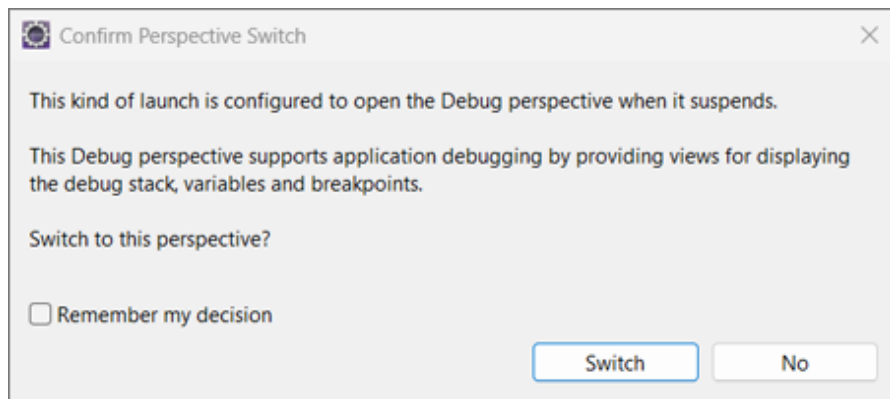 Confirm Perspective Switch
This kind of launch is configured to open the Debug perspective when it suspends.
This Debug perspective supports application debugging by providing views for displaying
the debug stack, variables and breakpoints.
Switch to this perspective?
Remember my decision
Switch
No